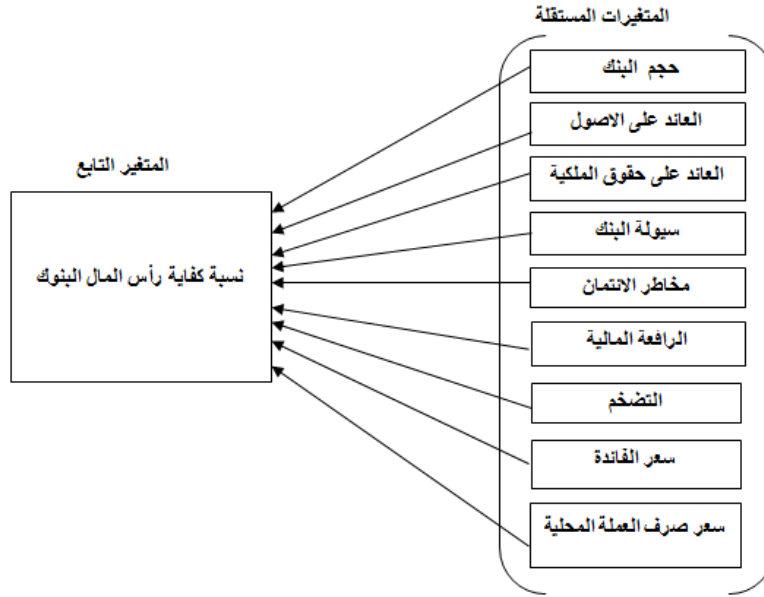 المتغيرات المستقلة
حجم البنك
العائد على الاصول
العائد على حقوق الملكية
سيولة البنك
مخاطر الانتمان
الرافعة المالية
التضخم
سعر الفائدة
سعر صرف العملة المحلية
المتغير التابع
نسبة كفاية رأس المال البنوك